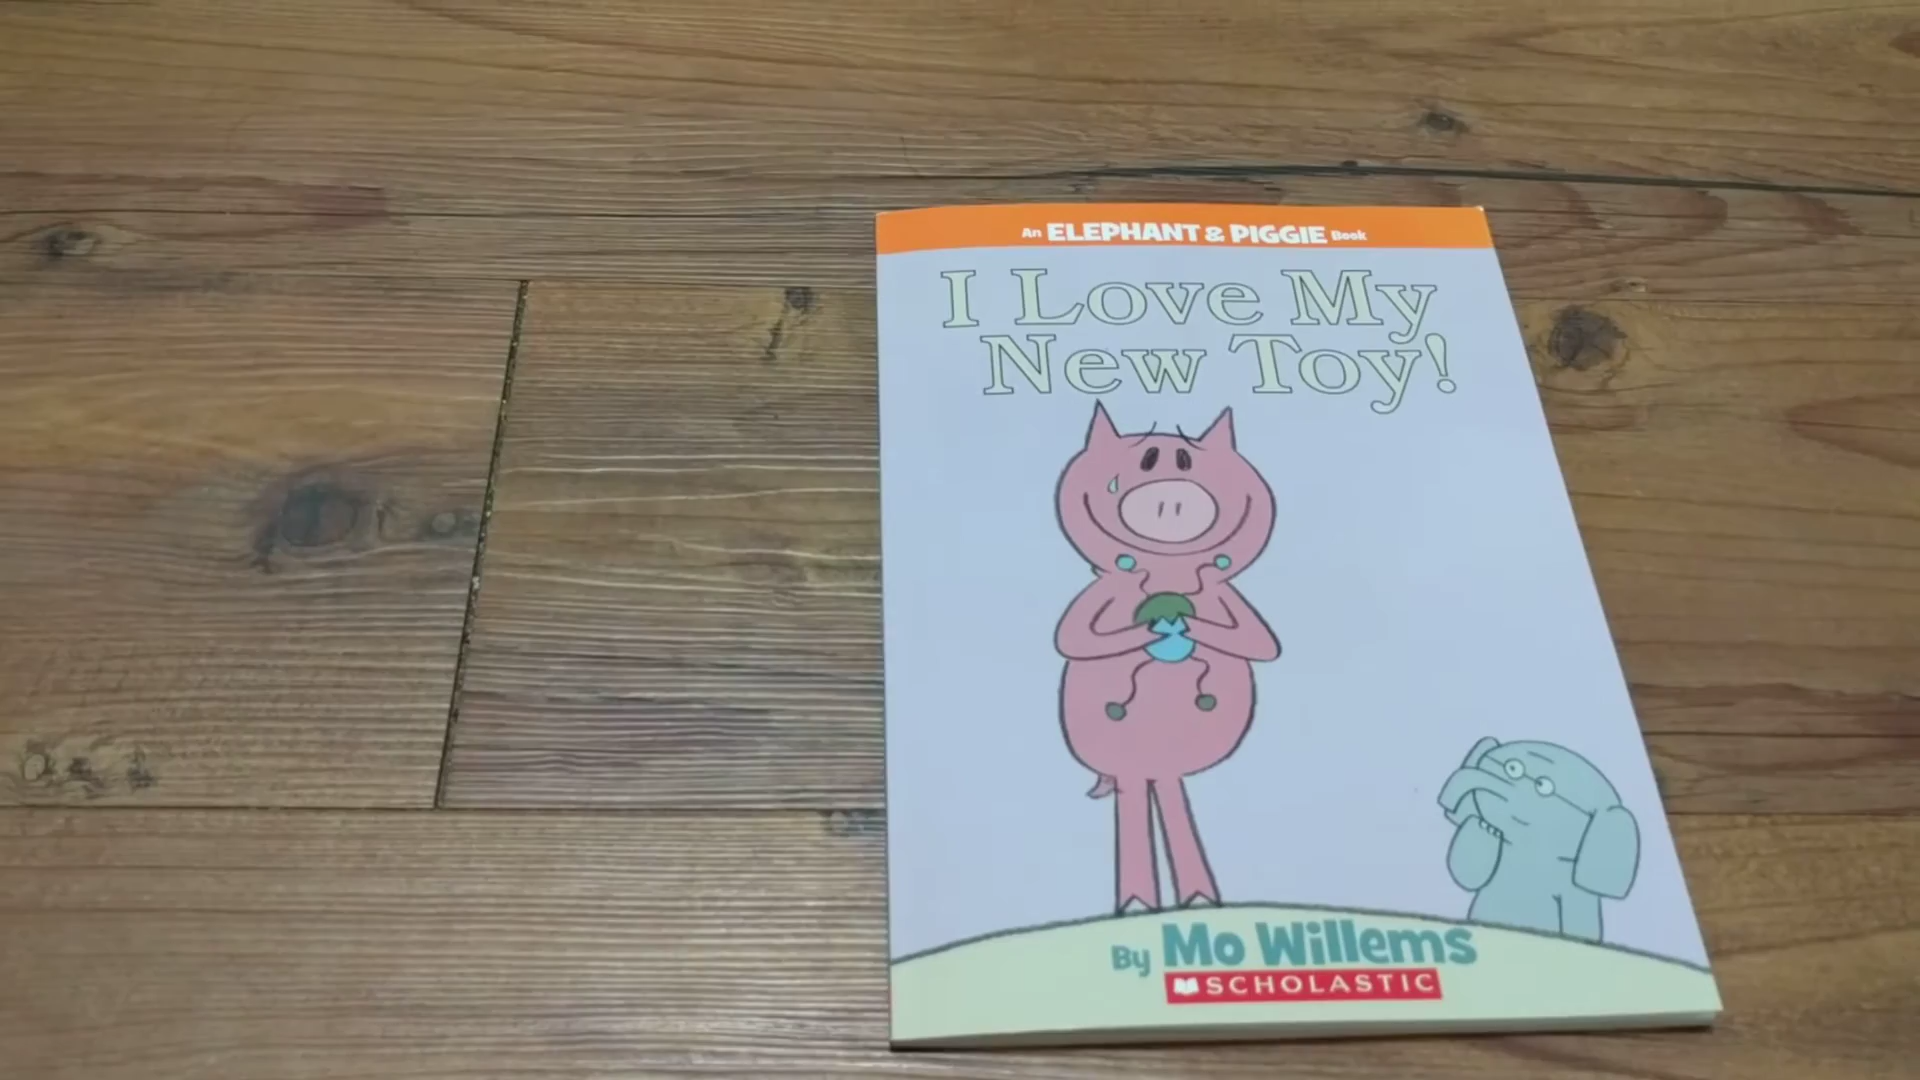 An ELEPHANT & PIGGIE Book
I Love My
New Toy!
By Mo Willems
SCHOLASTIC